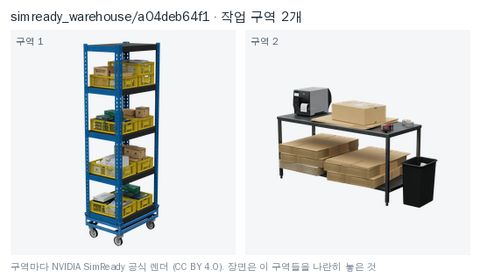 simready_warehouse/a04deb64f1 · 작업 구역 2개
구역 1
구역 2
구역마다 NVIDIA SimReady 공식 렌더 (CC BY 4.0). 장면은 이 구역들을 나란히 놓은 것